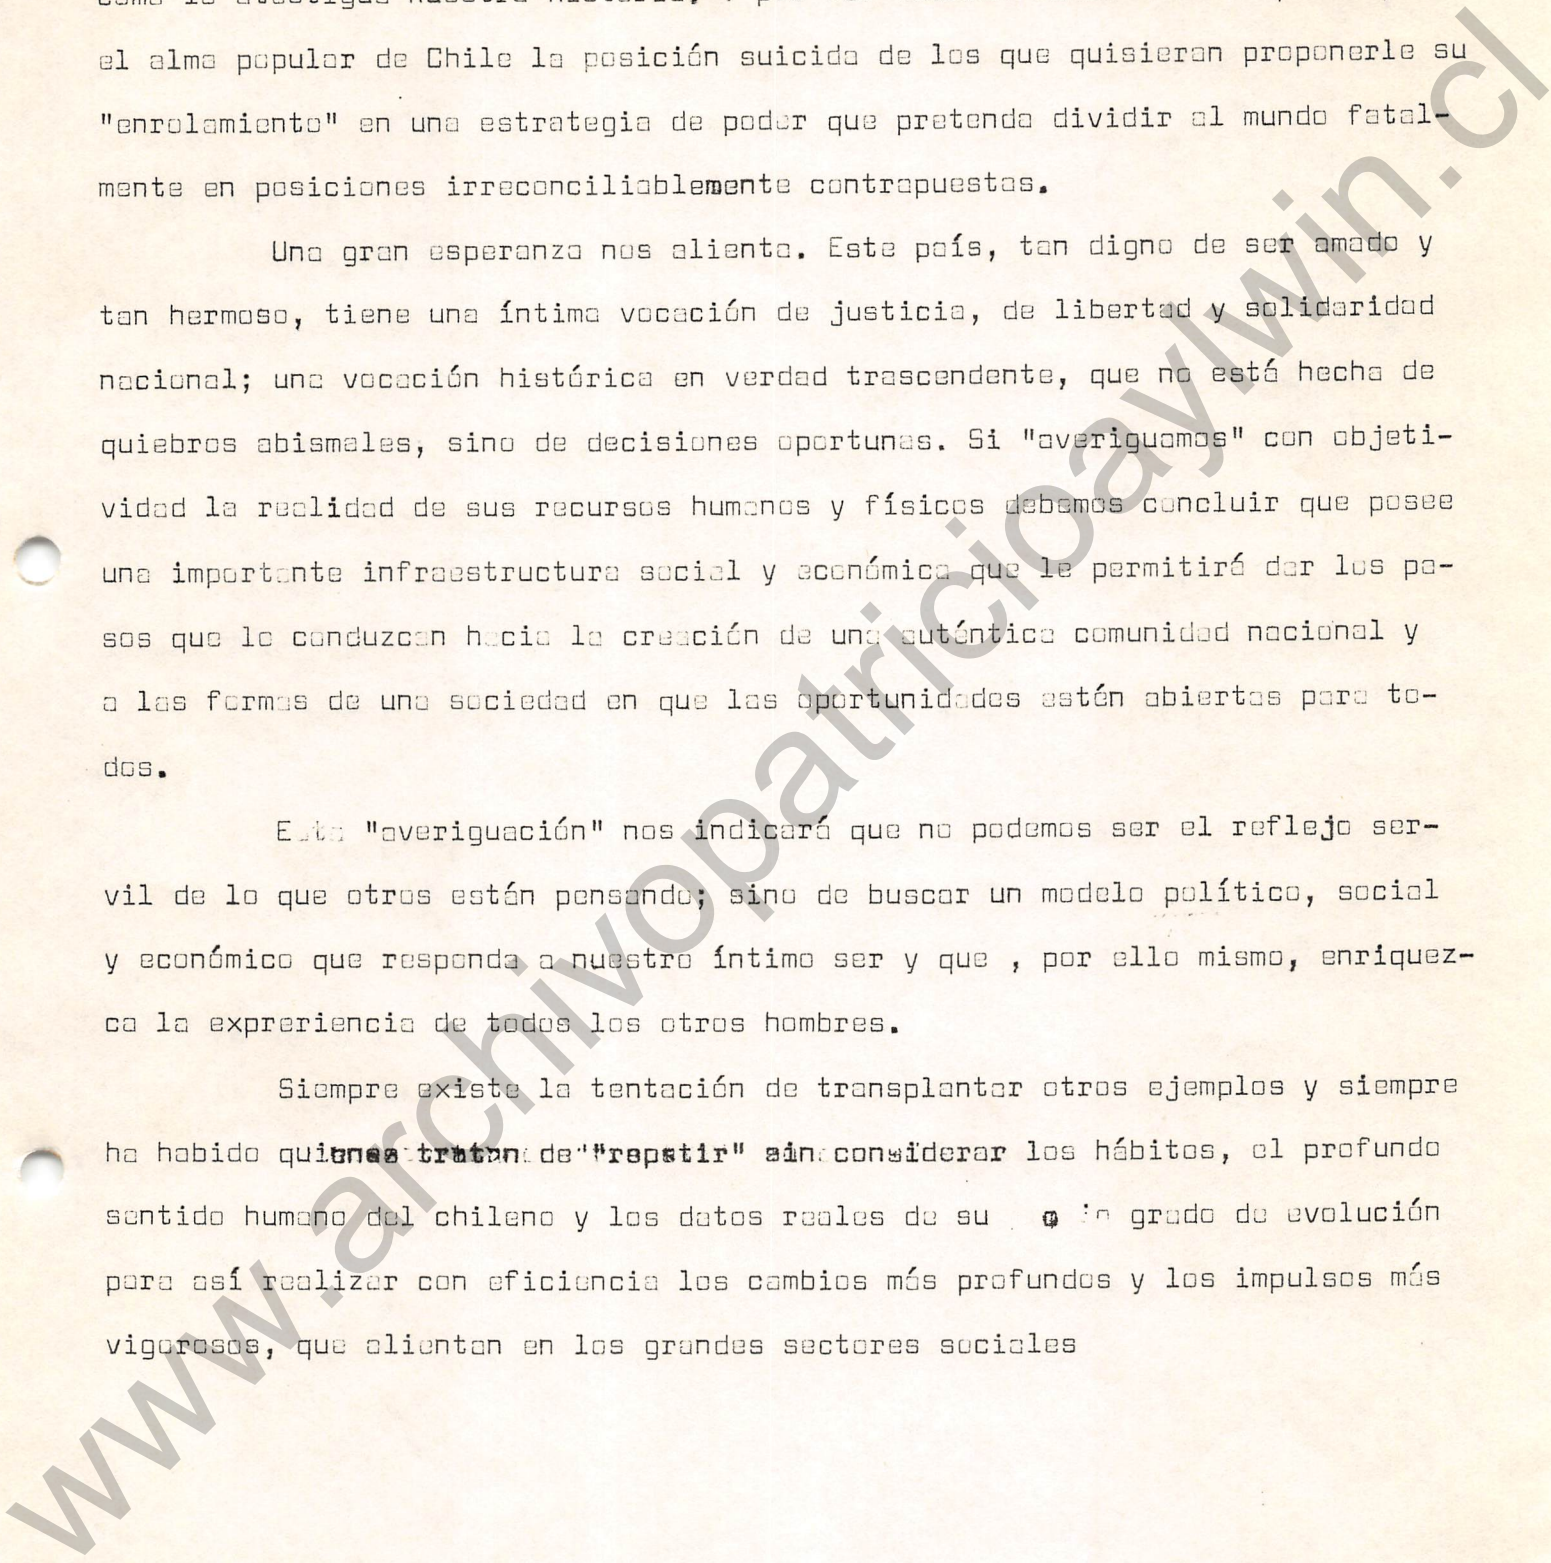 el alma popular de Chile la posición suicida de los que quisieran proponerle su
"enrolamiento" en una estrategia de poder que pretenda dividir al mundo fatal-
mente en posiciones irreconciliablemente contrapuestas.
Una gran esperanza nos alienta. Este país, tan digno de ser amado y
tan hermoso, tiene una íntima vocación de justicia, de libertad y solidaridad
nacional; una vocación histórica en verdad trascendente, que no está hecha de
quiebros abismales, sino de decisiones oportunas. Si "averiguamos" con objeti-
vidad la realidad de sus recursos humanos y físicos debemos concluir que posee
una importante infraestructura social y económica que le permitirá dar los pa-
sos que lo conduzcan hacia la creación de una auténtica comunidad nacional y
a las formas de una sociedad en que las oportunidades estén abiertas para to-
dos.
Esta "averiguación" nos indicará que no podemos ser el reflejo ser-
vil de lo que otros están pensando; sino de buscar un modelo político, social
y económico que responda a nuestro íntimo ser y que , por ello mismo, enriquez-
ca la expreriencia de todos los otros hombres.
Siempre existe la tentación de transplantar otros ejemplos y siempre
ha habido quienes tratan de "repetir" sin considerar los hábitos, el profundo
sentido humano del chileno y los datos reales de su grado de evolución
para así realizar con eficiencia los cambios más profundos y los impulsos más
vigorosos, que alientan en los grandes sectores sociales
www.archivopatricioaylwin.cl